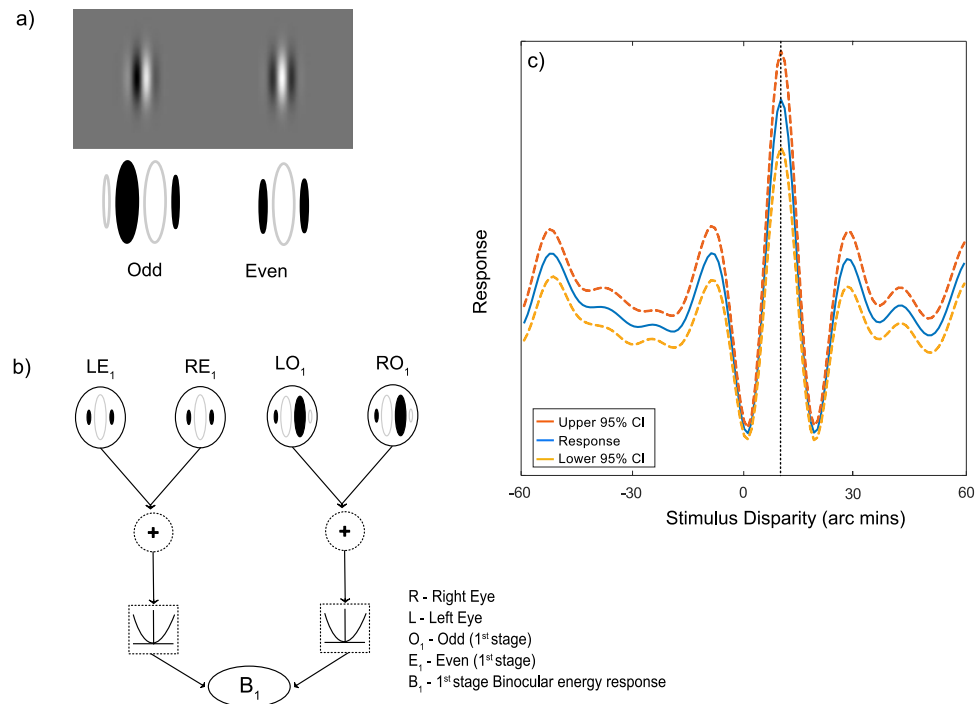 a)
Odd Even
b)
LE₁ RE₁ LO₁ RO₁
+ +
B₁
R - Right Eye
L - Left Eye
O₁ - Odd (1ˢᵗ stage)
E₁ - Even (1ˢᵗ stage)
B₁ - 1ˢᵗ stage Binocular energy response
c)
Response
Upper 95% CI
Response
Lower 95% CI
-60 -30 0 30 60
Stimulus Disparity (arc mins)